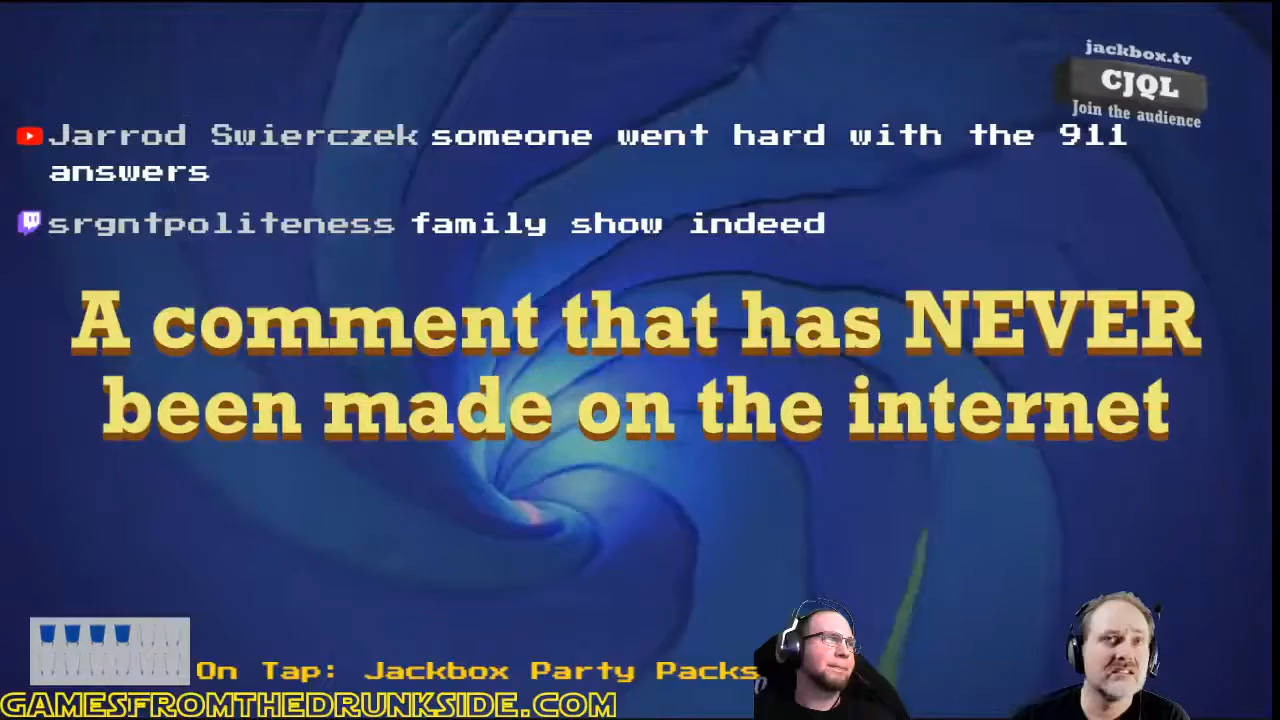 jackbox.tv
CJQL
Join the audience
Jarrod Swierczek someone went hard with the 911
answers
srgntpoliteness family show indeed
A comment that has NEVER
been made on the internet
On Tap: Jackbox Party Packs
GAMESFROMTHEDRUNKSIDE.COM